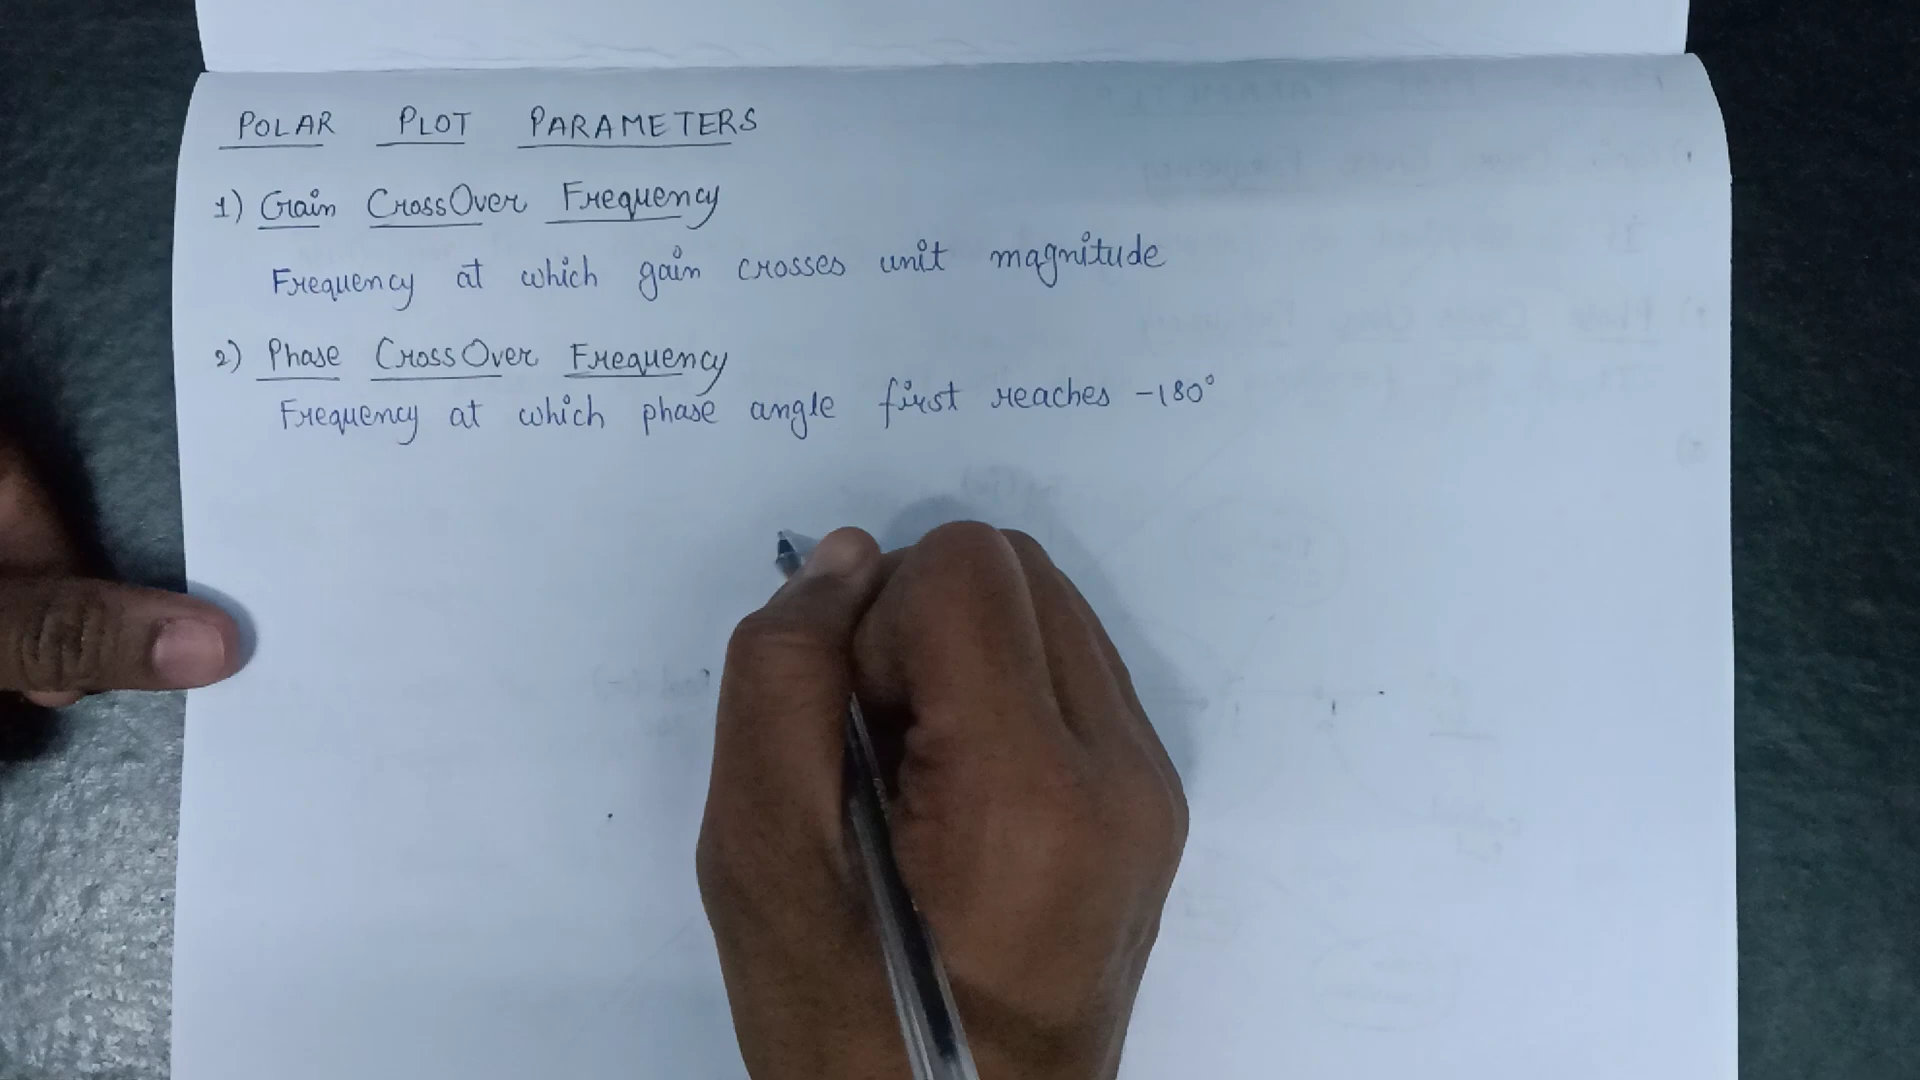 POLAR PLOT PARAMETERS
1) Gain CrossOver Frequency
Frequency at which gain crosses unit magnitude
2) Phase CrossOver Frequency
Frequency at which phase angle first reaches -180°